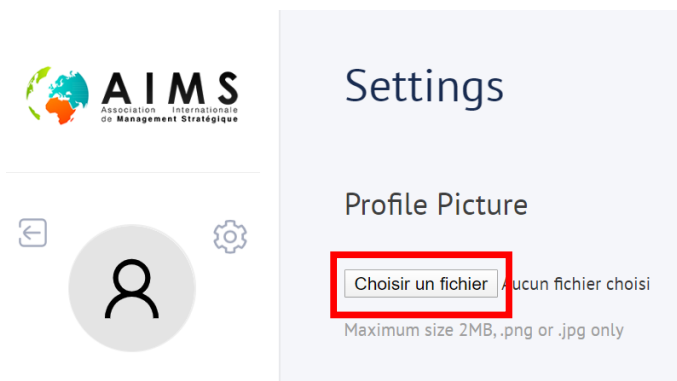 AIMS
Association Internationale
de Management Stratégique
Settings
Profile Picture
Choisir un fichier Aucun fichier choisi
Maximum size 2MB, .png or .jpg only